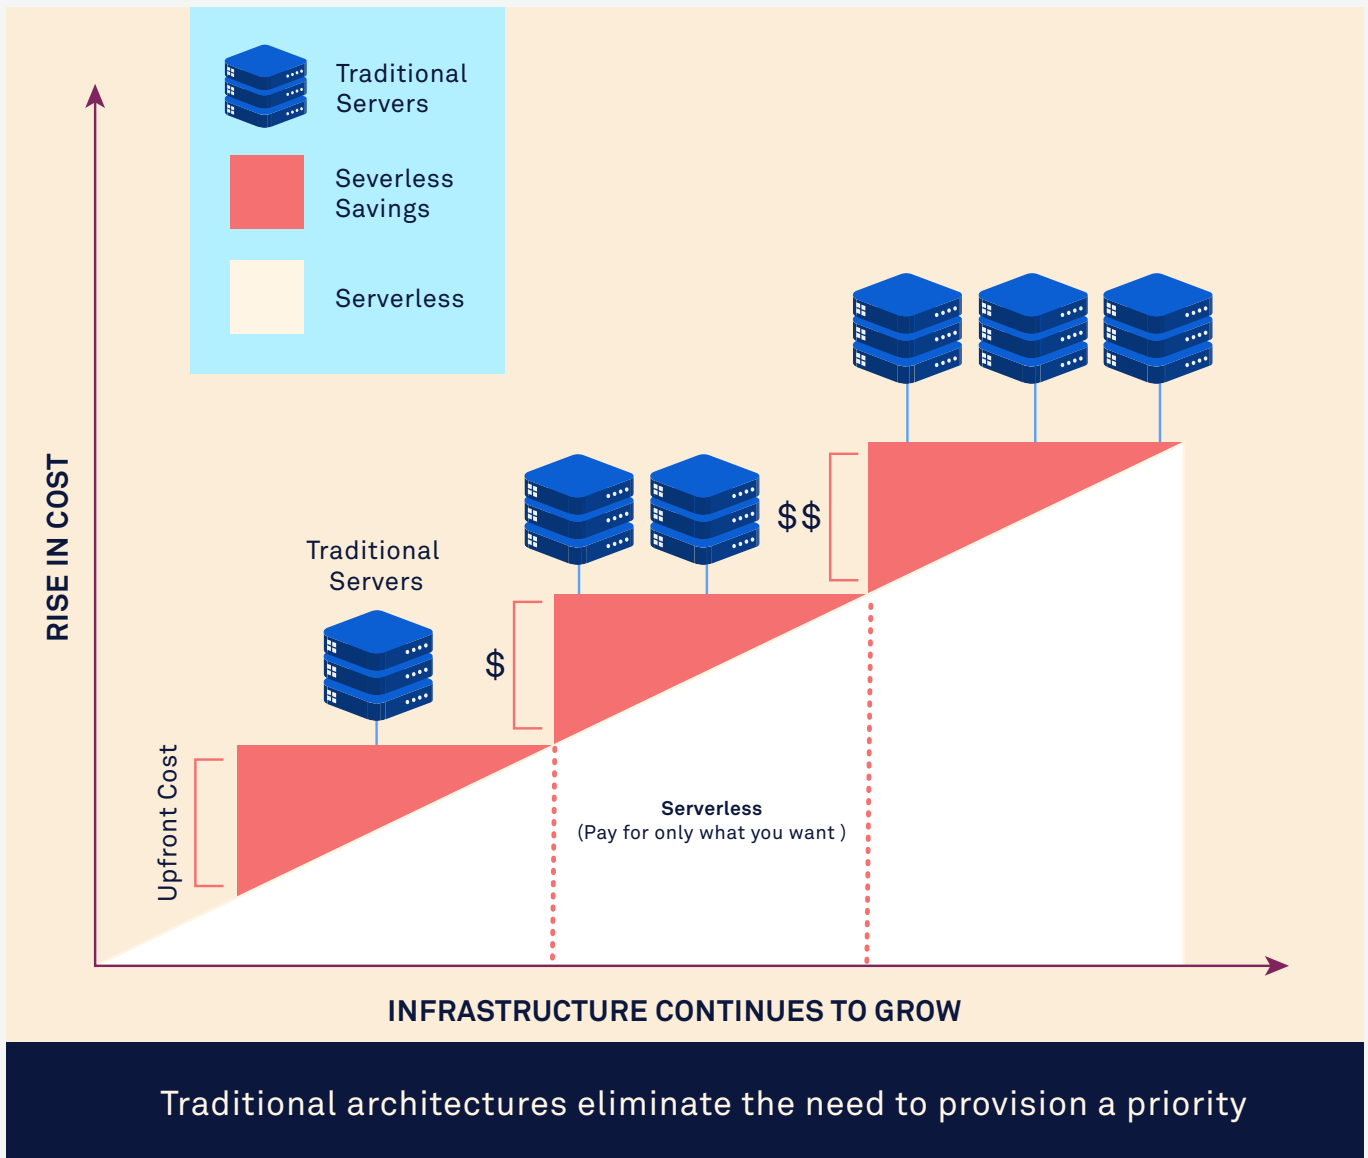 Traditional
Servers
Severless
Savings
Serverless
RISE IN COST
$$
Traditional
Servers
$
Upfront Cost
Serverless
(Pay for only what you want )
INFRASTRUCTURE CONTINUES TO GROW
Traditional architectures eliminate the need to provision a priority